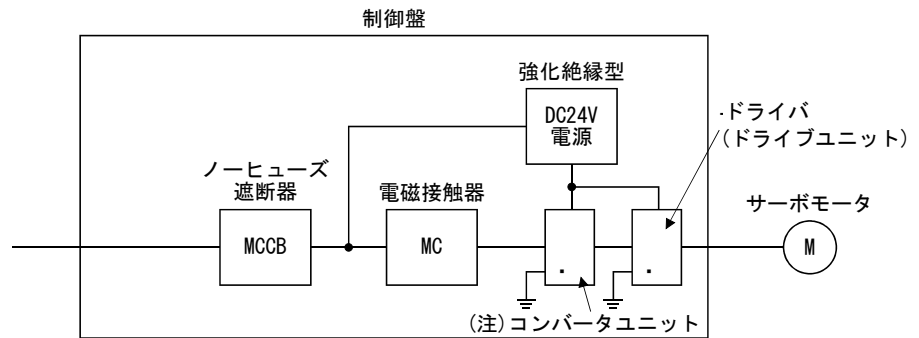 制御盤
強化絶縁型
DC24V
電源
ドライバ
(ドライブユニット)
ノーヒューズ
遮断器
電磁接触器
サーボモータ
MCCB
MC
M
(注)コンバータユニット